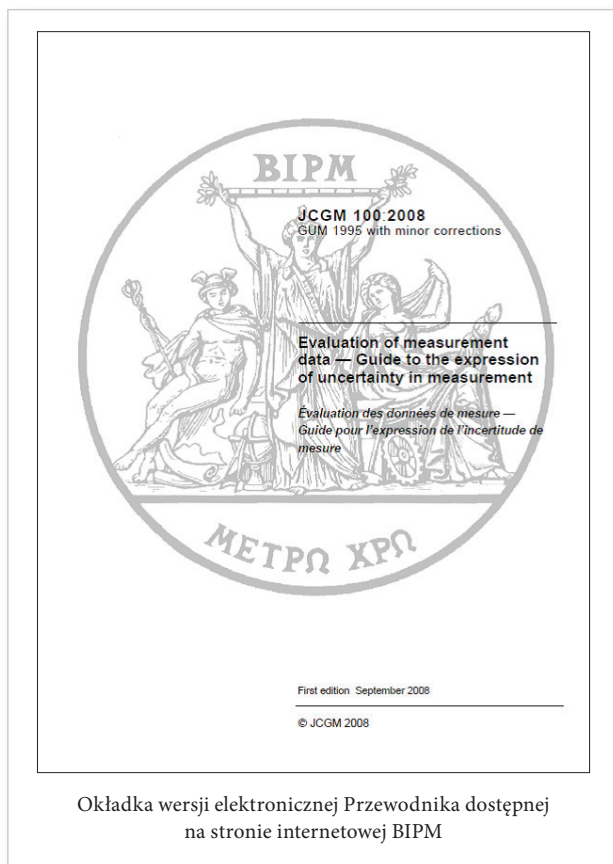 BIPM
JCGM 100:2008
GUM 1995 with minor corrections
Evaluation of measurement
data — Guide to the expression
of uncertainty in measurement
Évaluation des données de mesure —
Guide pour l'expression de l'incertitude de
mesure
ΜΕΤΡΩ ΧΡΩ
First edition September 2008
© JCGM 2008
Okładka wersji elektronicznej Przewodnika dostępnej
na stronie internetowej BIPM